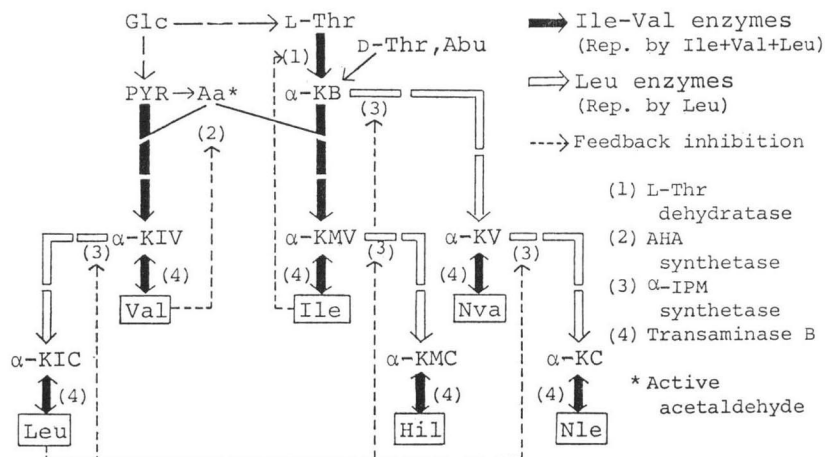 Glc
L-Thr
(1)
D-Thr,Abu
PYR
Aa*
α-KB
(2)
(3)
α-KIV
α-KMV
α-KV
(3)
(3
(3)
(4)
(4)
(4)
Val
Ile
Nva
α-KIC
α-KMC
α-KC
(4)
(4)
(4)
Leu
Hil
Nle
Ile-Val enzymes
(Rep. by Ile+Val+Leu)
Leu enzymes
(Rep. by Leu)
Feedback inhibition
(1) L-Thr
dehydratase
(2) AHA
synthetase
(3) α-IPM
synthetase
(4) Transaminase B
* Active
acetaldehyde